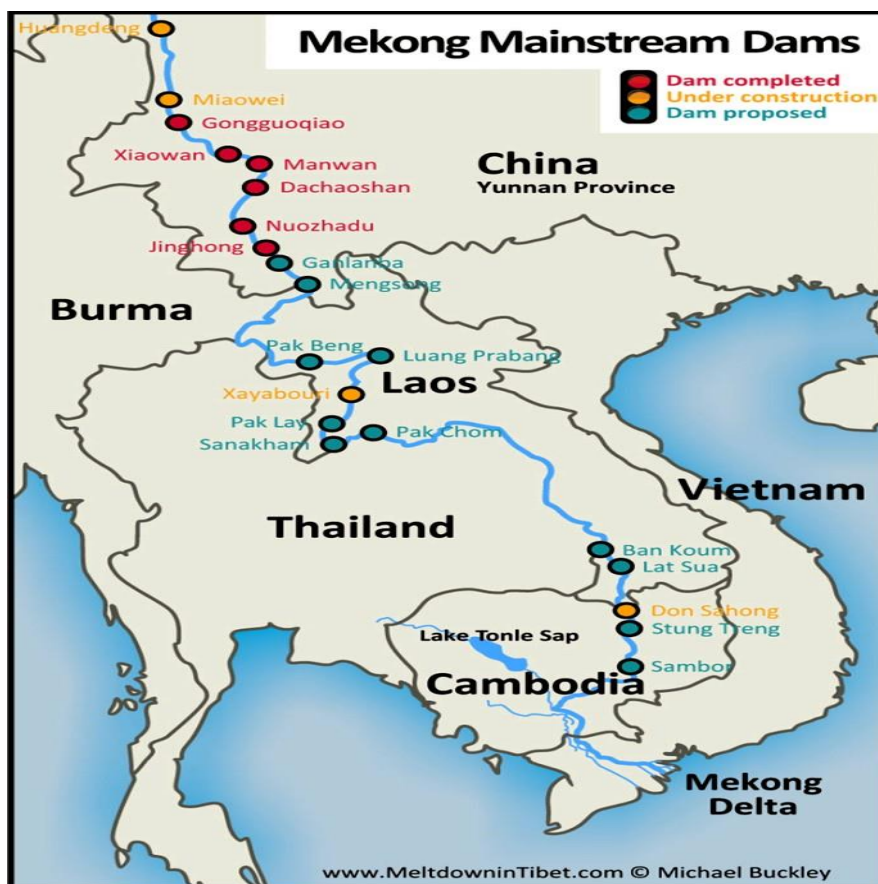 Huangdeng
Mekong Mainstream Dams
Dam completed
Under construction
Dam proposed
Miaowei
Gongguoqiao
Xiaowan
Manwan
China
Yunnan Province
Dachaoshan
Nuozhadu
Jinghong
Ganlanba
Mengsong
Burma
Pak Beng
Luang Prabang
Laos
Xayabouri
Pak Lay
Pak Chom
Sanakham
Vietnam
Thailand
Ban Koum
Lat Sua
Don Sahong
Stung Treng
Lake Tonle Sap
Sambor
Cambodia
Mekong
Delta
www.MeltdowninTibet.com © Michael Buckley